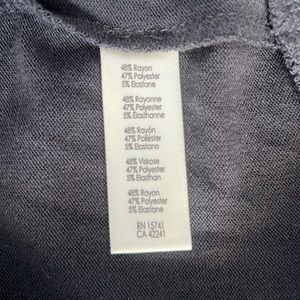 48% Rayon
47% Polyester
5% Elastane
48% Rayonne
47% Polyester
5% Elasthanne
48% Rayón
47% Poliéster
5% Elastano
48% Viskose
47% Polyester
5% Elasthan
48% Rayon
47% Polyester
5% Elastane
RN 15741
CA 42241